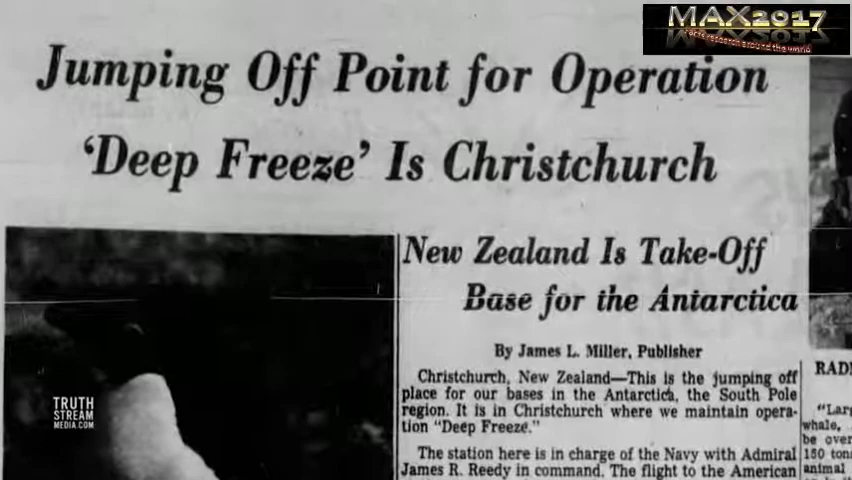 MAX2017
Jumping Off Point for Operation
'Deep Freeze' Is Christchurch
New Zealand Is Take-Off
Base for the Antarctica
By James L. Miller, Publisher
Christchurch, New Zealand—This is the jumping off
place for our bases in the Antarctica, the South Pole
region. It is in Christchurch where we maintain opera-
tion "Deep Freeze."
The station here is in charge of the Navy with Admiral
James R. Reedy in command. The flight to the American
"Larg
whale,
be over
150 ton
animal
TRUTH
STREAM
MEDIA.COM